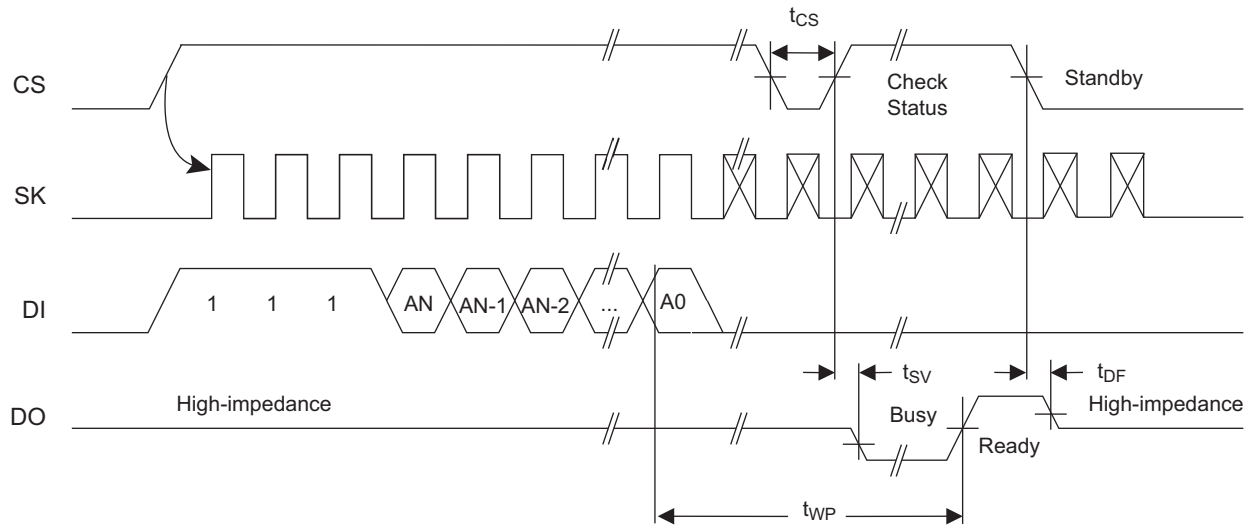 tCS
CS
Check
Status
Standby
SK
DI
1 1 1 AN AN-1 AN-2 ... A0
tSV
tDF
DO
High-impedance
Busy
Ready
High-impedance
tWP